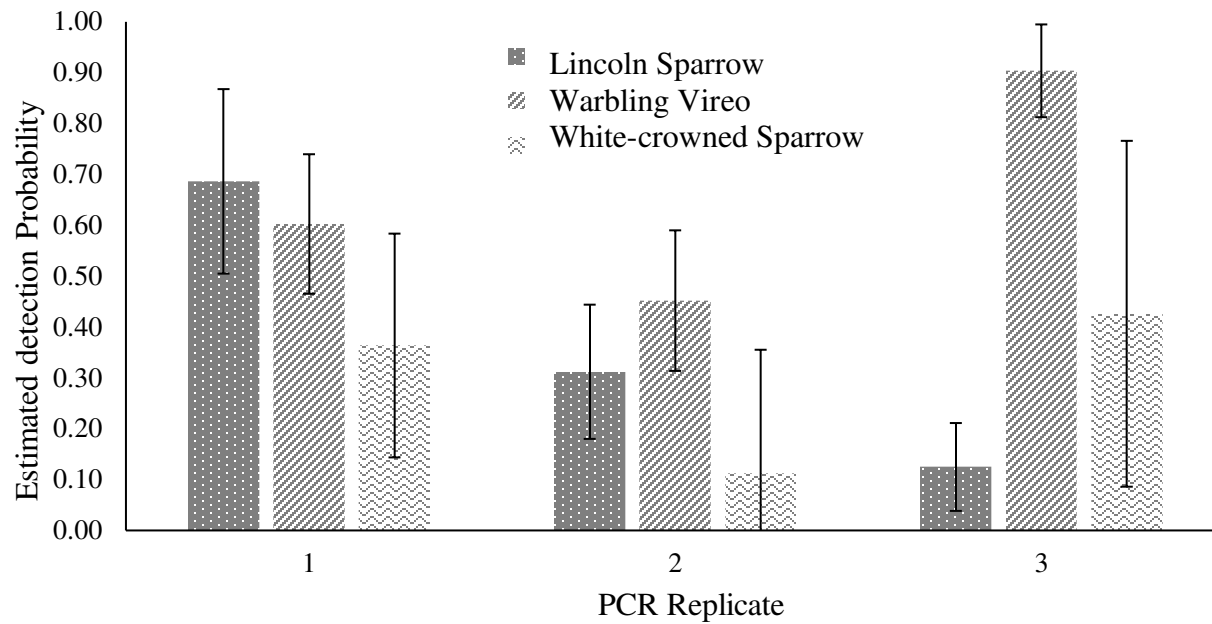 1.00
0.90
0.80
0.70
0.60
0.50
0.40
0.30
0.20
0.10
0.00
Estimated detection Probability
Lincoln Sparrow
Warbling Vireo
White-crowned Sparrow
1
2
3
PCR Replicate